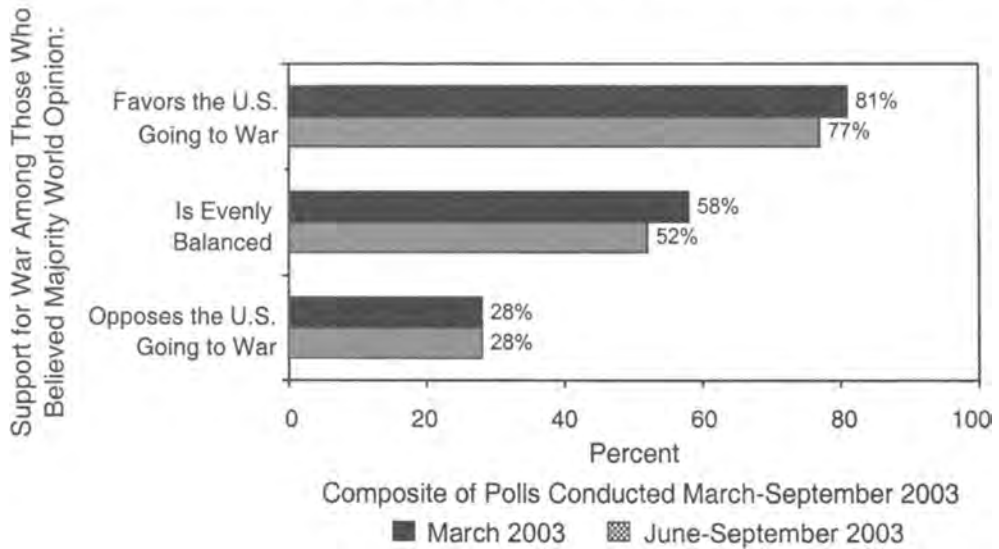 Support for War Among Those Who
Believed Majority World Opinion:
Favors the U.S.
Going to War
81%
77%
Is Evenly
Balanced
58%
52%
Opposes the U.S.
Going to War
28%
28%
0 20 40 60 80 100
Percent
Composite of Polls Conducted March-September 2003
March 2003 June-September 2003